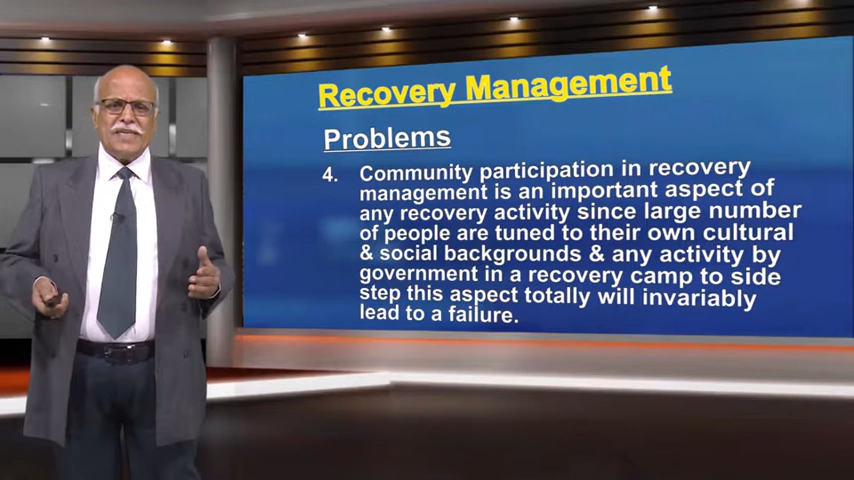 Recovery Management
Problems
4. Community participation in recovery
management is an important aspect of
any recovery activity since large number
of people are tuned to their own cultural
& social backgrounds & any activity by
government in a recovery camp to side
step this aspect totally will invariably
lead to a failure.